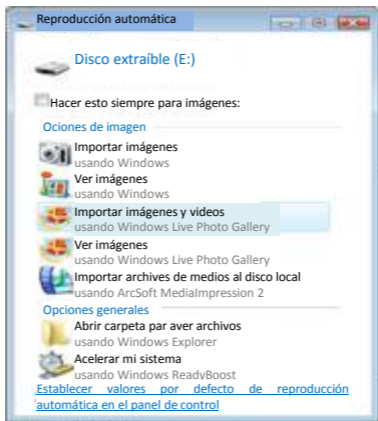 Reproducción automática
Disco extraíble (E:)
Hacer esto siempre para imágenes:
Ociones de imagen
Importar imágenes
usando Windows
Ver imágenes
usando Windows
Importar imágenes y videos
usando Windows Live Photo Gallery
Ver imágenes
usando Windows Live Photo Gallery
Importar archives de medios al disco local
usando ArcSoft MediaImpression 2
Opciones generales
Abrir carpeta par aver archivos
usando Windows Explorer
Acelerar mi sistema
usando Windows ReadyBoost
Establecer valores por defecto de reproducción
automática en el panel de control